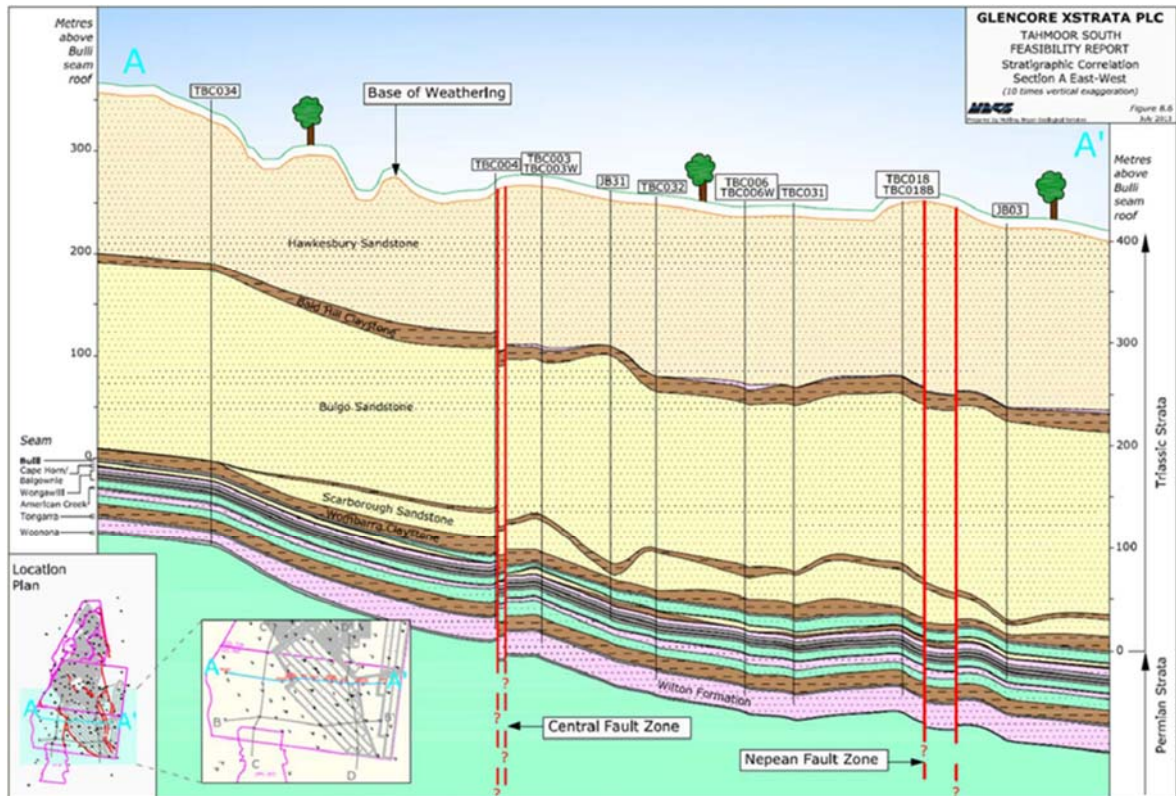 Metres
above
Bulli
seam
roof
A
GLENCORE XSTRATA PLC
TAHMOOR SOUTH
FEASIBILITY REPORT
Stratigraphic Correlation
Section A East-West
(10 times vertical exaggeration)
Figure 8.6
July 2013
TBC034
Base of Weathering
A'
Metres
above
Bulli
seam
roof
TBC004
TBC003
TBC003W
JB31
TBC032
TBC006
TBC006W
TBC031
TBC018
TBC018B
JB03
300
200
100
0
400
300
200
100
0
Hawkesbury Sandstone
Bald Hill Claystone
Bulgo Sandstone
Scarborough Sandstone
Wombarra Claystone
Wilton Formation
Seam
Bulli
Cape Horn/
Balgownie
Wongawilli
American Creek
Tongarra
Woonona
Triassic Strata
Permian Strata
Location
Plan
A
A'
C
D'
A
A'
B
B'
C
D
Central Fault Zone
Nepean Fault Zone
?
?
?
?
?
?
?